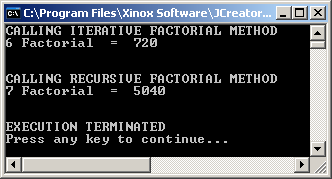 C:\Program Files\Xinox Software\JCreator...
CALLING ITERATIVE FACTORIAL METHOD
6 Factorial  =  720
CALLING RECURSIVE FACTORIAL METHOD
7 Factorial  =  5040
EXECUTION TERMINATED
Press any key to continue...